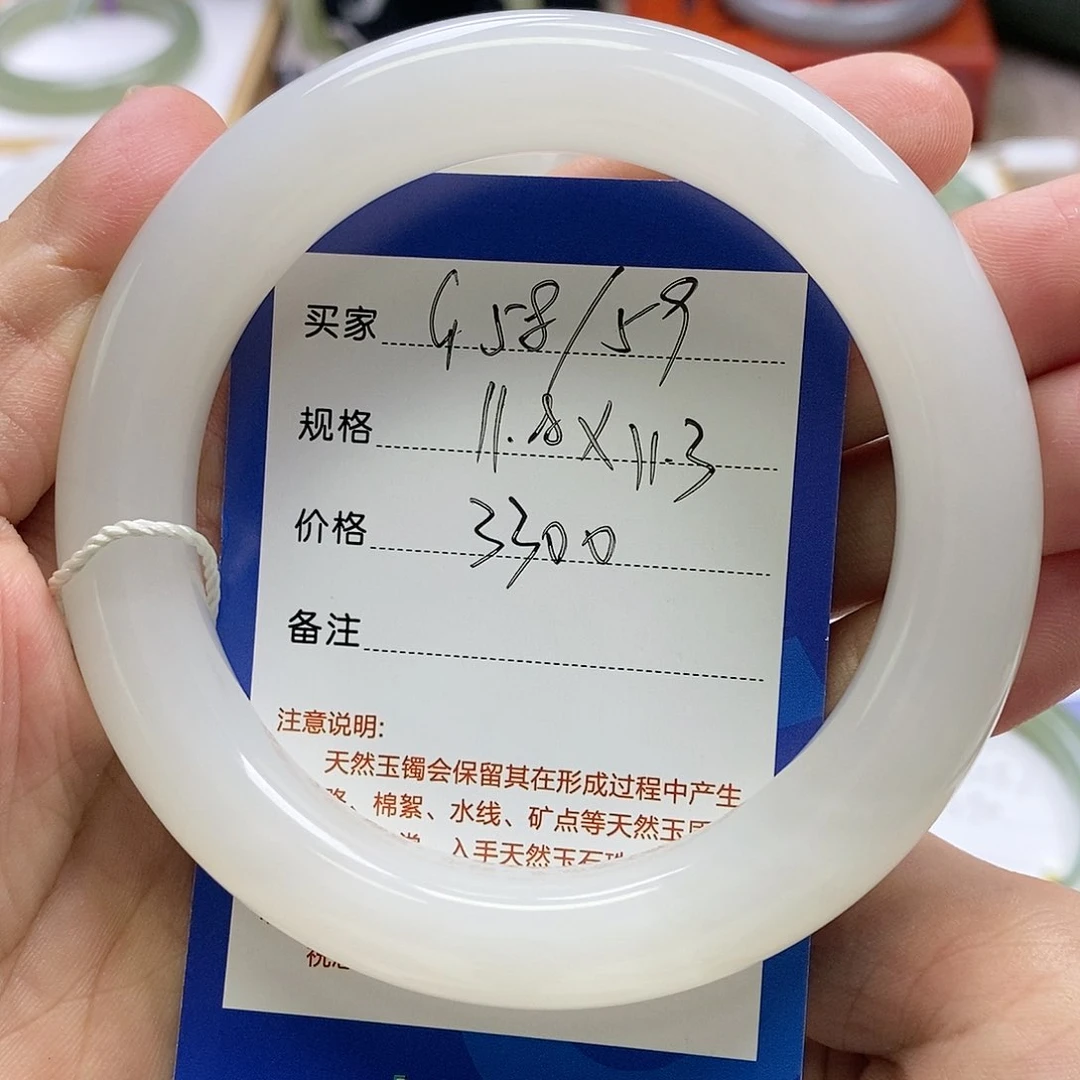 买家 G58/59
规格 11.8X11.3
价格 3300
备注
注意说明:
天然玉镯会保留其在形成过程中产生
、棉絮、水线、矿点等天然玉
入手天然玉石
祝